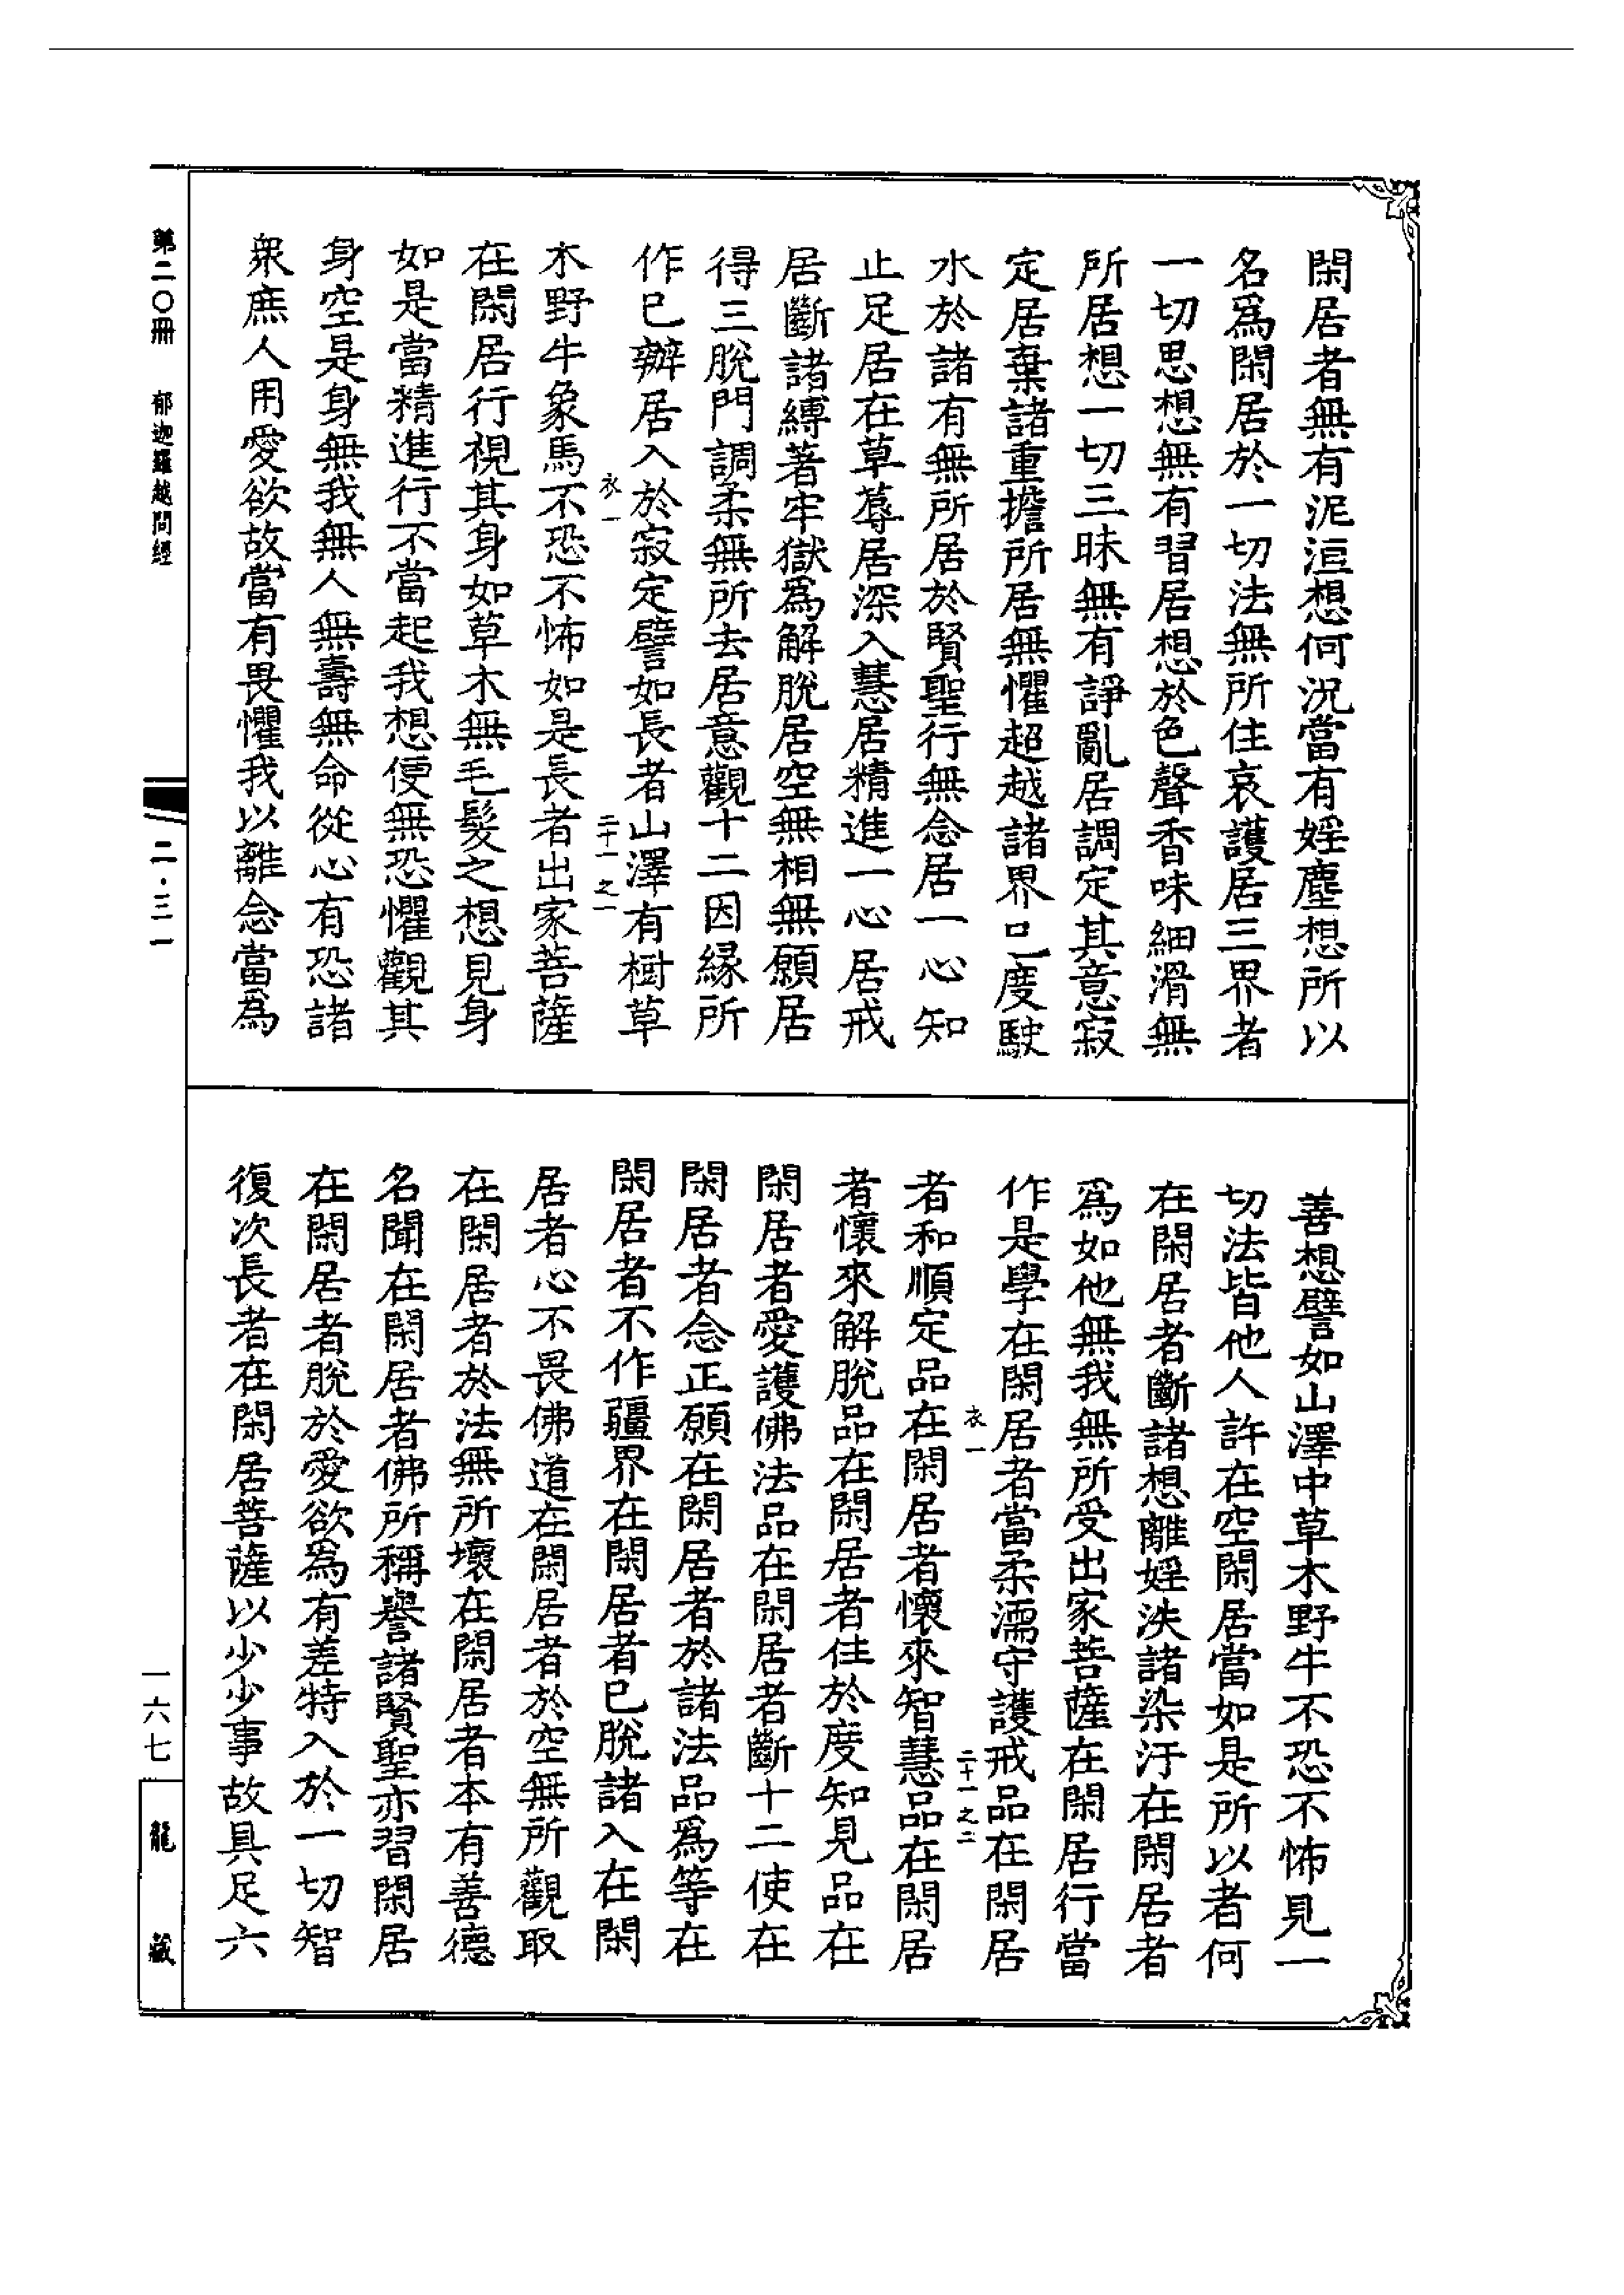 閑居者無有泥洹想何況當有婬塵想所以
名爲閑居於一切法無所住哀護居三界者
一切思想無有習居想於色聲香味細滑無
所居想一切三昧無有諍亂居調定其意寂
定居棄諸重擔所居無懼超越諸界已度駛
水於諸有無所居於賢聖行無念居一心知
止足居在草蓐居深入慧居精進一心居戒
居斷諸縛著牢獄爲解脫居空無相無願居
得三脫門調柔無所去居意觀十二因緣所
作已辦居入於寂定譬如長者山澤有樹草
衣一
二十一之一
木野牛象馬不恐不怖如是長者出家菩薩
在閑居行視其身如草木無毛髮之想見身
如是當精進行不當起我想便無恐懼觀其
身空是身無我無人無壽無命從心有恐諸
衆庶人用愛欲故當有畏懼我以離念當為
善想譬如山澤中草木野牛不恐不怖見一
切法皆他人許在空閑居當如是所以者何
在閑居者斷諸想離婬泆諸染汙在閑居者
爲如他無我無所受出家菩薩在閑居行當
作是學在閑居者當柔濡守護戒品在閑居
衣一
二十一之二
者和順定品在閑居者懷來智慧品在閑居
者懷來解脫品在閑居者住於度知見品在
閑居者愛護佛法品在閑居者斷十二使在
閑居者念正願在閑居者於諸法品爲等在
閑居者不作疆界在閑居者已脫諸入在閑
居者心不畏佛道在閑居者於空無所觀取
在閑居者於法無所壞在閑居者本有善德
名聞在閑居者佛所稱譽諸賢聖亦習閑居
在閑居者脫於愛欲為有差特入於一切智
復次長者在閑居菩薩以少少事故具足六
第二〇冊
郁迦羅越問經
二·三一
一六七
龍藏